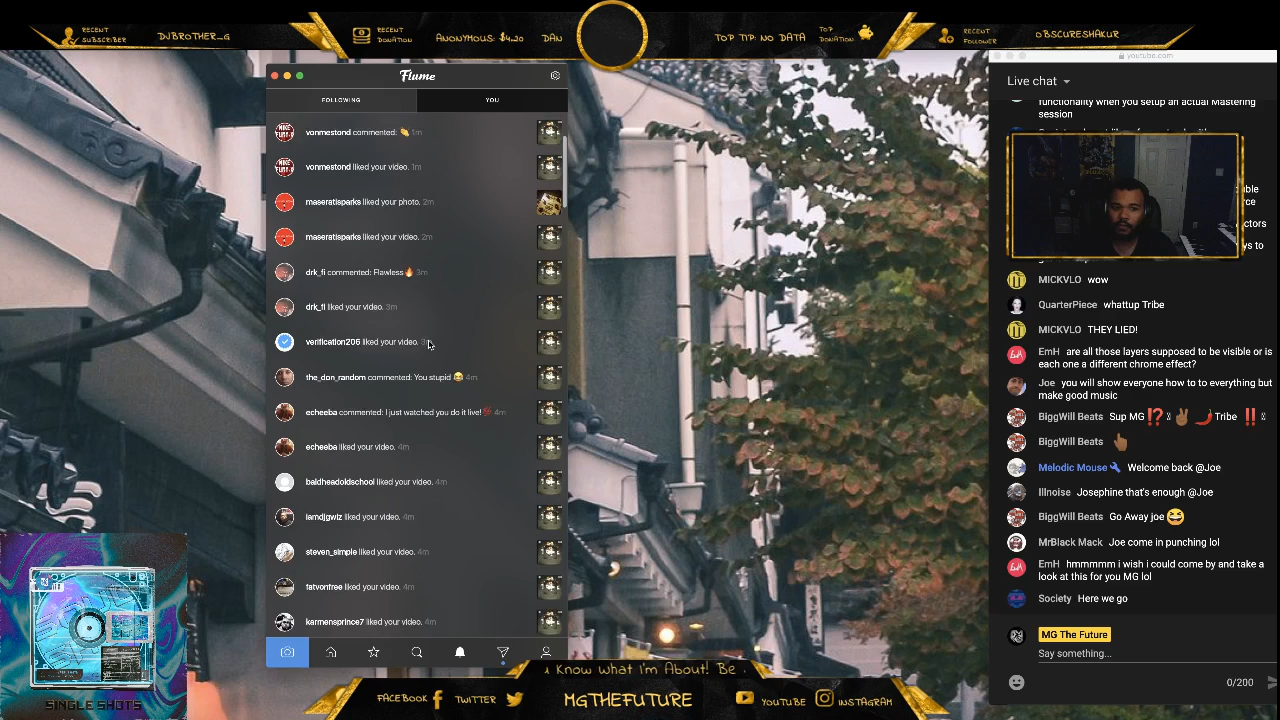 RECENT
SUBSCRIBER
DJBROTHER_G
RECENT
DONATION
ANONYMOUS: $4.20
DAN
TOP TIP: NO DATA
TOP
DONATION
RECENT
FOLLOWER
OBSCURESHAKUR
Flume
FOLLOWING
YOU
vonmestond commented: 👏 1m
vonmestond liked your video. 1m
maseratisparks liked your photo. 2m
maseratisparks liked your video. 2m
drk_fi commented: Flawless🔥 3m
drk_fi liked your video. 3m
verification206 liked your video.
the_don_random commented: You stupid 😂 4m
echeeba commented: I just watched you do it live!💯 4m
echeeba liked your video. 4m
baldheadoldschool liked your video. 4m
iamdjgwiz liked your video. 4m
steven_simple liked your video. 4m
fatvonfree liked your video. 4m
karmensprince7 liked your video. 4m
youtube.com
Live chat
functionality when you setup an actual Mastering
session
MICKVLO wow
QuarterPiece whattup Tribe
MICKVLO THEY LIED!
EmH are all those layers supposed to be visible or is
each one a different chrome effect?
Joe you will show everyone how to to everything but
make good music
BiggWill Beats Sup MG ⁉️ ✌🏾 🌶️ Tribe ‼️
BiggWill Beats 👆🏾
Melodic Mouse Welcome back @Joe
Illnoise Josephine that's enough @Joe
BiggWill Beats Go Away joe 😆
MrBlack Mack Joe come in punching lol
EmH hmmmmm i wish i could come by and take a
look at this for you MG lol
Society Here we go
MG The Future
Say something...
0/200
SINGLE SHOTS
I Know what I'm About! Be
FACEBOOK
TWITTER
MGTHEFUTURE
YOUTUBE
INSTAGRAM